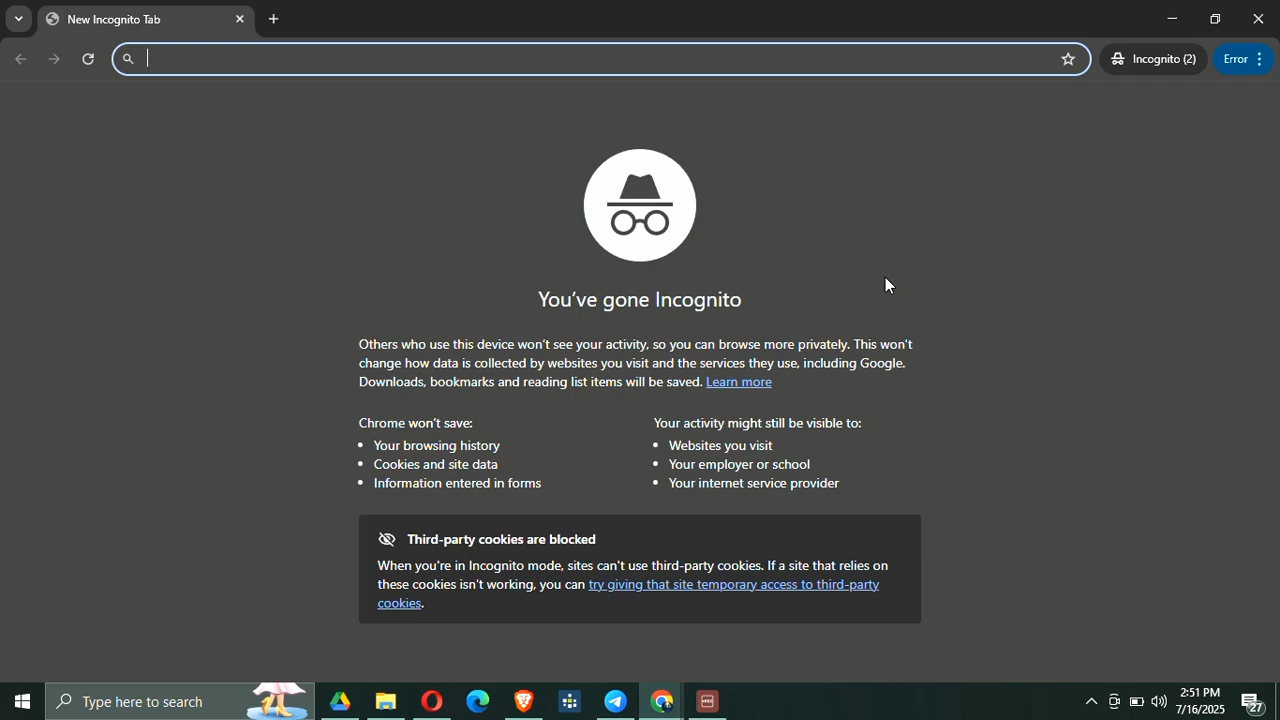 New Incognito Tab
Incognito (2)
Error
You've gone Incognito
Others who use this device won't see your activity, so you can browse more privately. This won't
change how data is collected by websites you visit and the services they use, including Google.
Downloads, bookmarks and reading list items will be saved. Learn more
Chrome won't save:
Your browsing history
Cookies and site data
Information entered in forms
Your activity might still be visible to:
Websites you visit
Your employer or school
Your internet service provider
Third-party cookies are blocked
When you're in Incognito mode, sites can't use third-party cookies. If a site that relies on
these cookies isn't working, you can try giving that site temporary access to third-party
cookies.
Type here to search
2:51 PM
7/16/2025
27